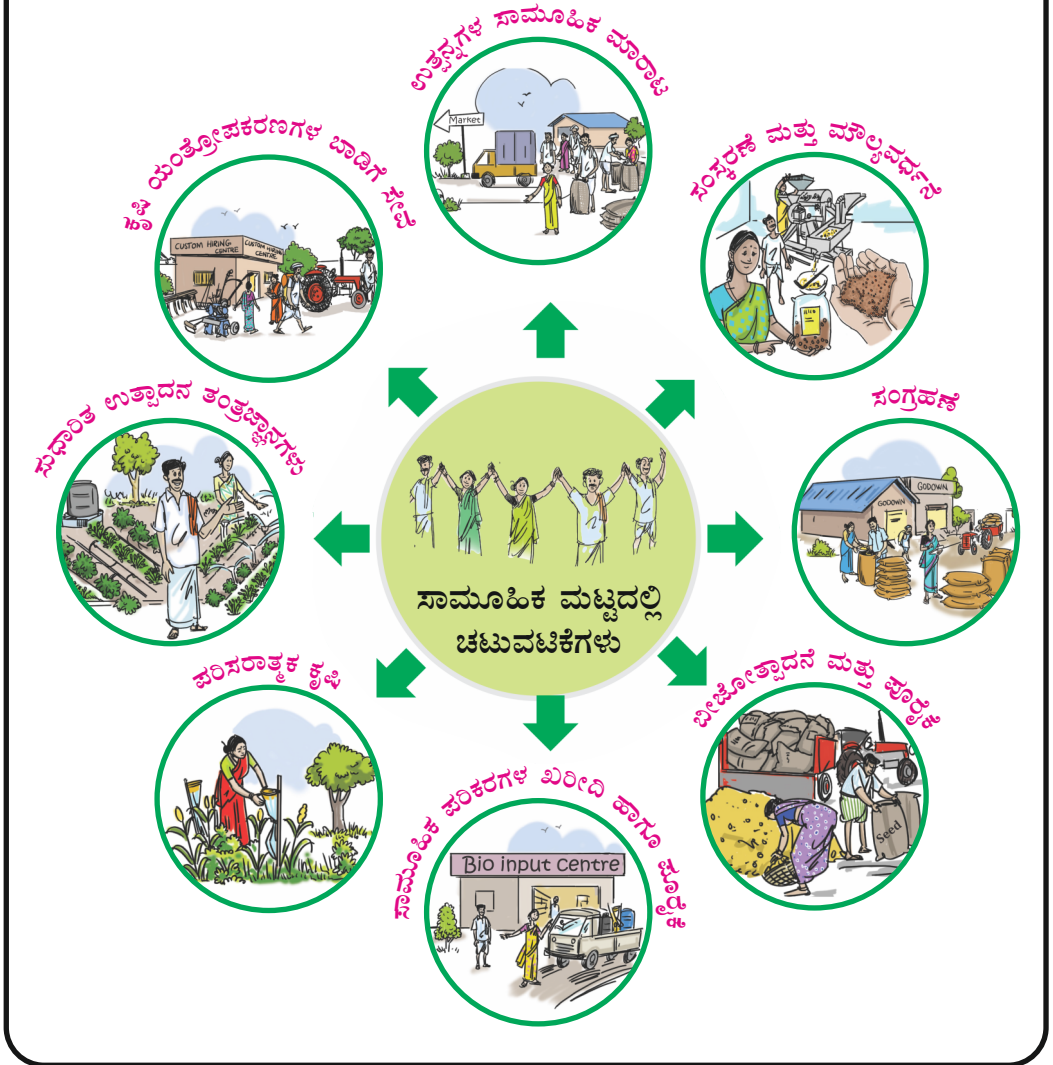 ಉತ್ಪನ್ನಗಳ ಸಾಮೂಹಿಕ ಮಾರಾಟ
Market
ಕೃಷಿ ಯಂತ್ರೋಪಕರಣಗಳ ಬಾಡಿಗೆ ಸೇವೆ
CUSTOM HIRING
CENTRE
CUSTOM HIRING
CENTRE
ಸಂಸ್ಕರಣೆ ಮತ್ತು ಮೌಲ್ಯವರ್ಧನೆ
ಸುಧಾರಿತ ಉತ್ಪಾದನ ತಂತ್ರಜ್ಞಾನಗಳು
ಸಂಗ್ರಹಣೆ
GODOWN
GODOWN
ಸಾಮೂಹಿಕ ಮಟ್ಟದಲ್ಲಿ
ಚಟುವಟಿಕೆಗಳು
ಪರಿಸರಾತ್ಮಕ ಕೃಷಿ
ಬೀಜೋತ್ಪಾದನೆ ಮತ್ತು ಪೂರೈಕೆ
Seed
ಸಾಮೂಹಿಕ ಪರಿಕರಗಳ ಖರೀದಿ ಹಾಗೂ ಪೂರೈಕೆ
Bio input Centre